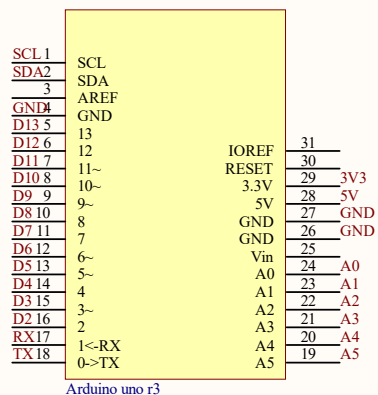 SCL 1 SCL
SDA 2 SDA
3 AREF
GND 4 GND
D13 5 13
D12 6 12
D11 7 11~
D10 8 10~
D9 9 9~
D8 10 8
D7 11 7
D6 12 6~
D5 13 5~
D4 14 4
D3 15 3~
D2 16 2
RX 17 1<-RX
TX 18 0->TX
IOREF 31
RESET 30
3.3V 29 3V3
5V 28 5V
GND 27 GND
GND 26 GND
Vin 25
A0 24 A0
A1 23 A1
A2 22 A2
A3 21 A3
A4 20 A4
A5 19 A5
Arduino uno r3